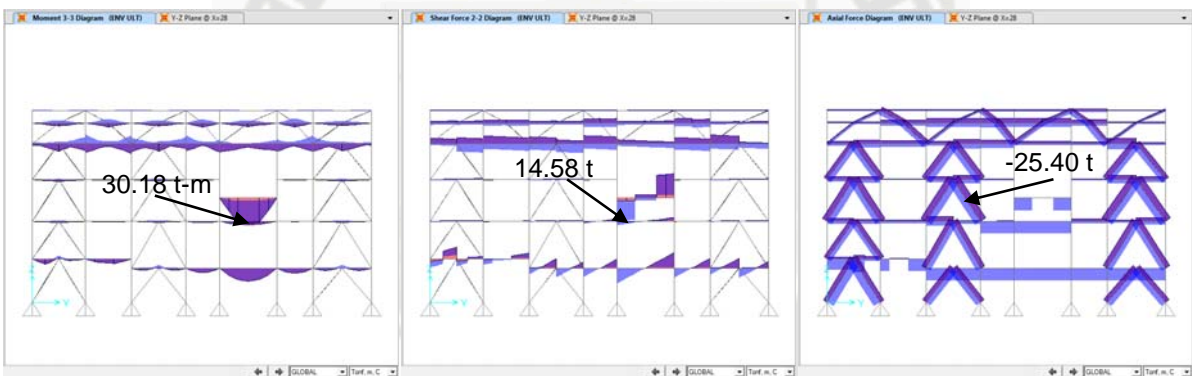 Moment 3-3 Diagram (ENV ULT)
Y-Z Plane @ X=28
Shear Force 2-2 Diagram (ENV ULT)
Y-Z Plane @ X=28
Axial Force Diagram (ENV ULT)
Y-Z Plane @ X=28
30.18 t-m
14.58 t
-25.40 t
Y
Y
Y
GLOBAL
Tonf, m, C
GLOBAL
Tonf, m, C
GLOBAL
Tonf, m, C